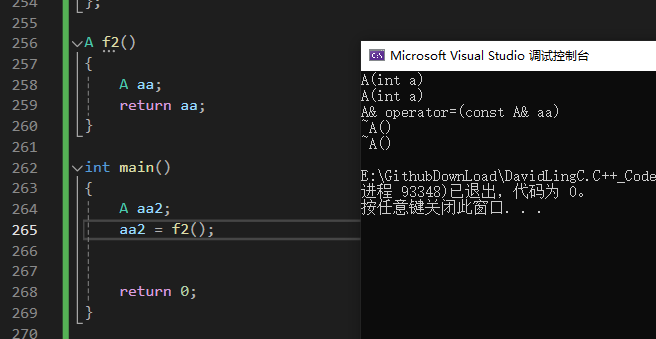 254
};
255
256
A f2()
257
{
258
A aa;
259
return aa;
260
}
261
262
int main()
263
{
264
A aa2;
265
aa2 = f2();
266
267
268
return 0;
269
}
270
Microsoft Visual Studio 调试控制台
A(int a)
A(int a)
A& operator=(const A& aa)
~A()
~A()
E:\GithubDownLoad\DavidLingC.C++_Code
进程 93348)已退出，代码为 0。
按任意键关闭此窗口. . .